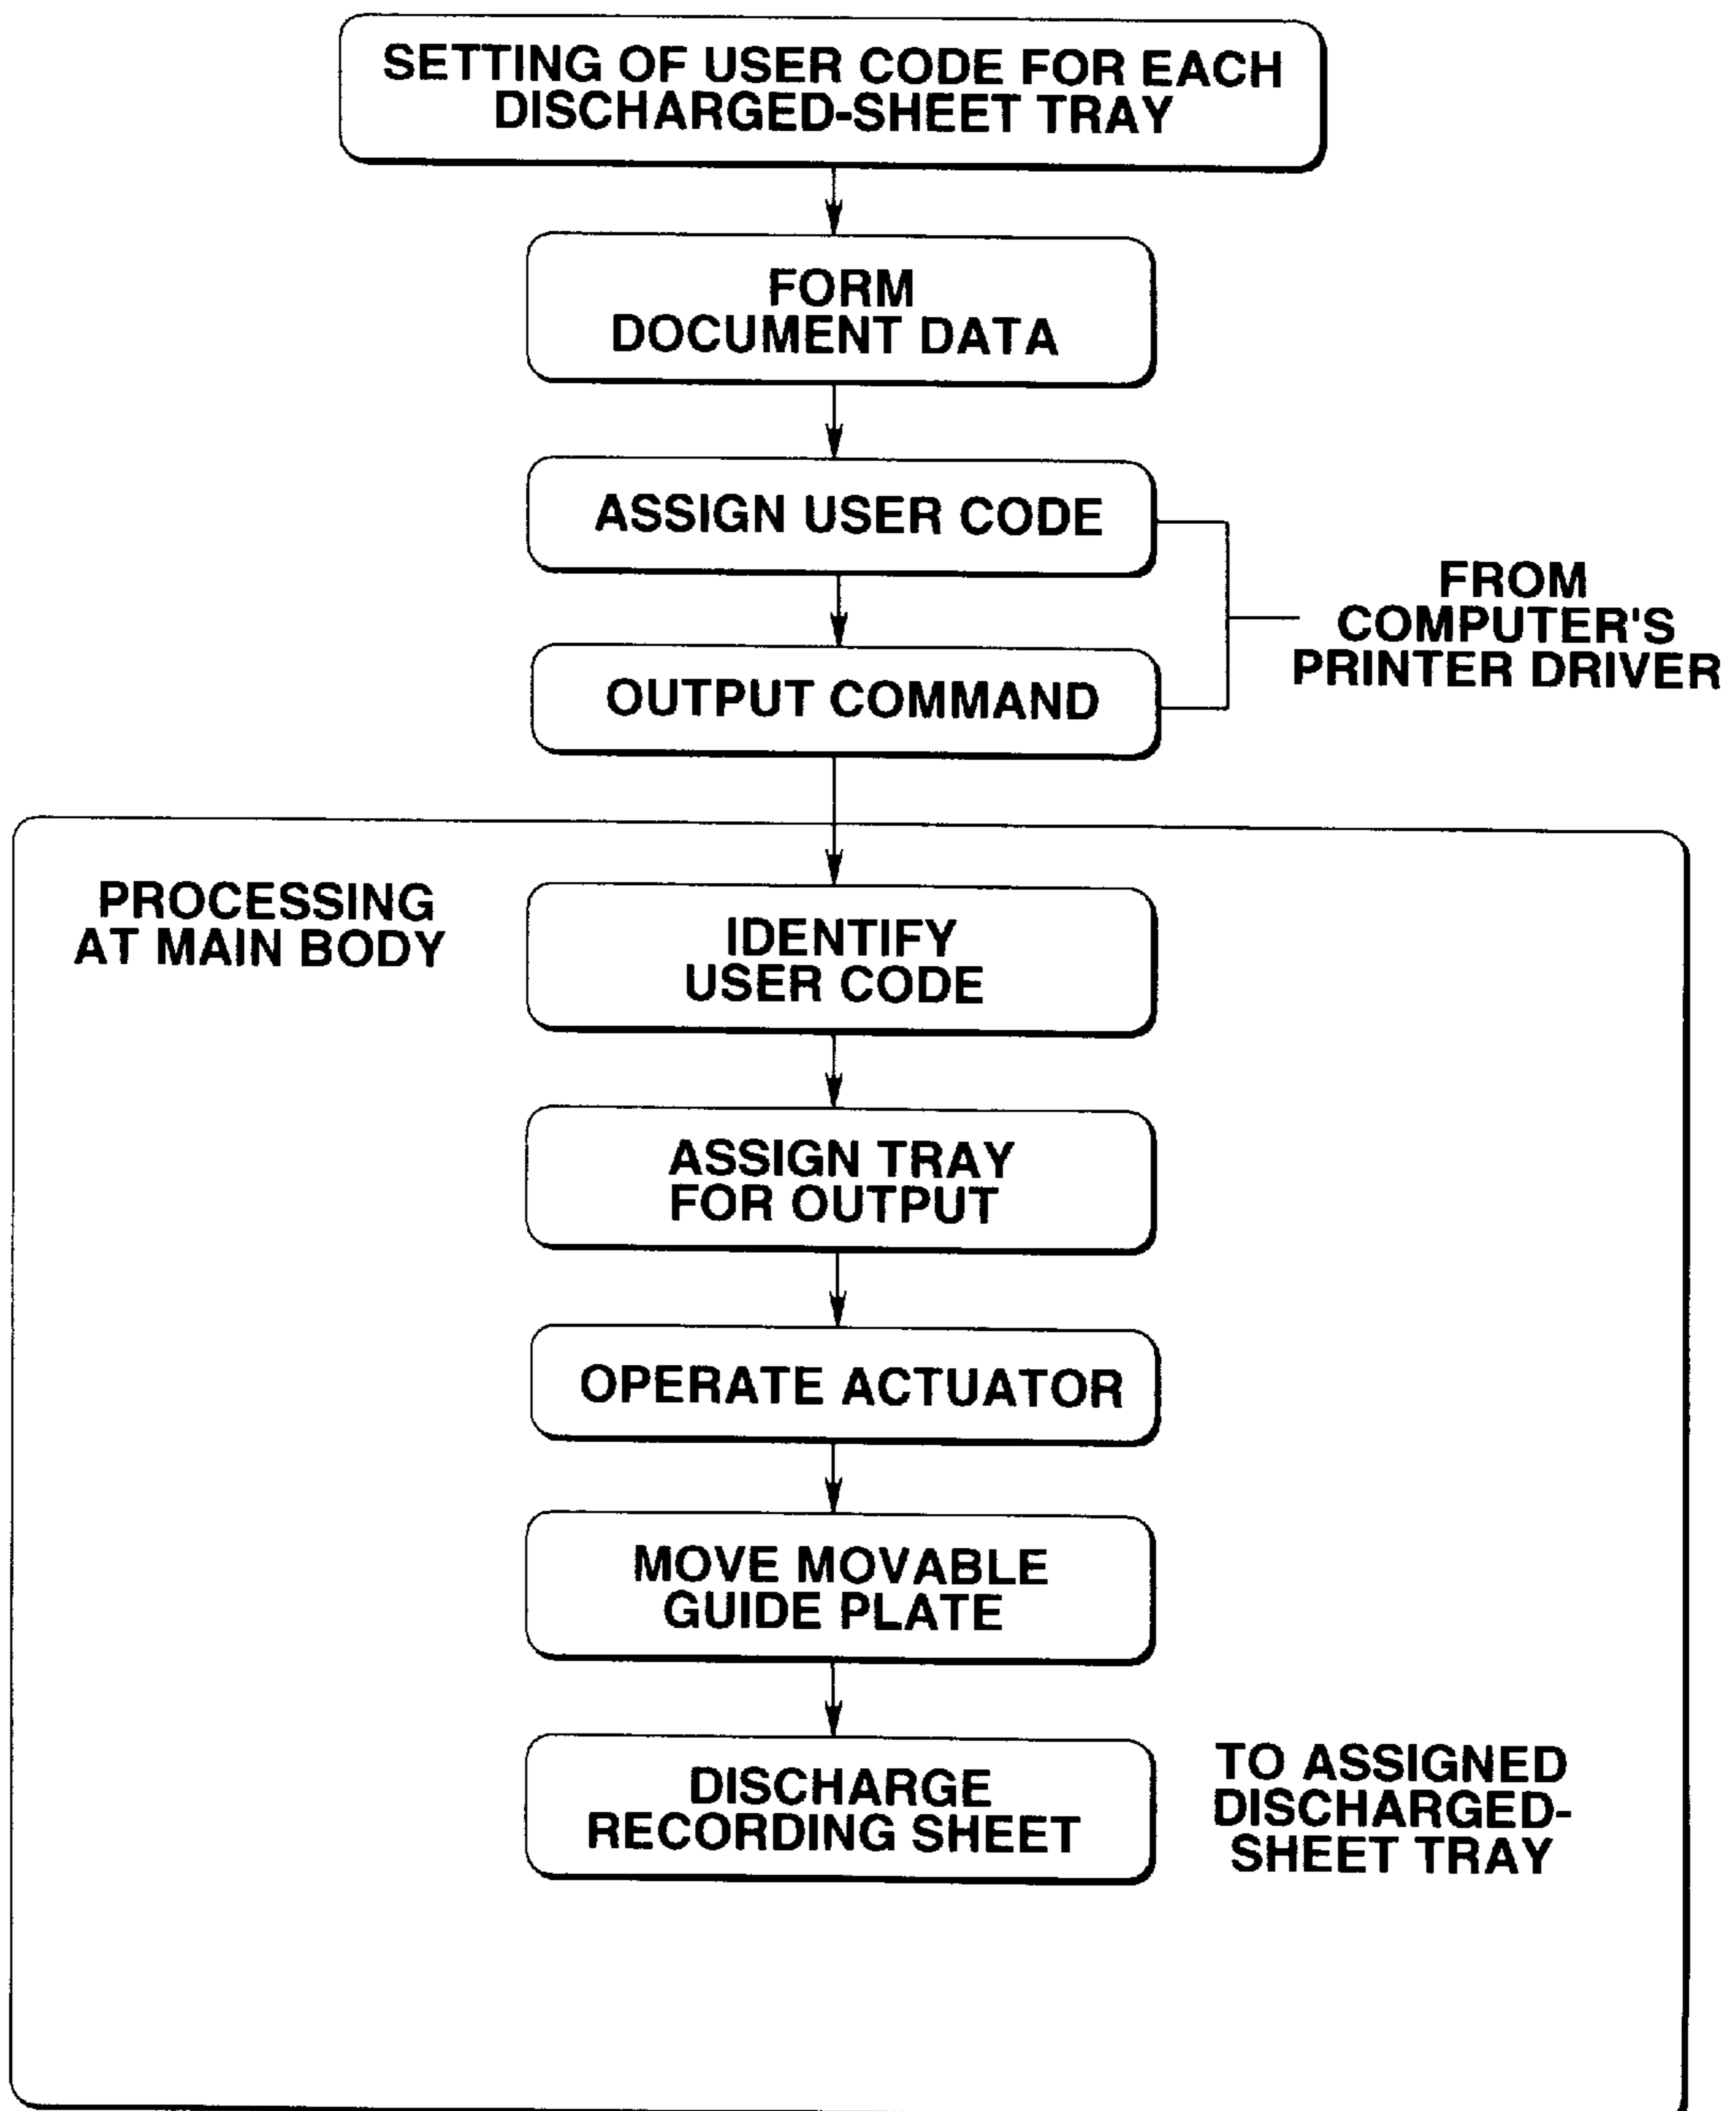 SETTING OF USER CODE FOR EACH
DISCHARGED-SHEET TRAY
FORM
DOCUMENT DATA
ASSIGN USER CODE
FROM
COMPUTER'S
PRINTER DRIVER
OUTPUT COMMAND
PROCESSING
AT MAIN BODY
IDENTIFY
USER CODE
ASSIGN TRAY
FOR OUTPUT
OPERATE ACTUATOR
MOVE MOVABLE
GUIDE PLATE
DISCHARGE
RECORDING SHEET
TO ASSIGNED
DISCHARGED-
SHEET TRAY